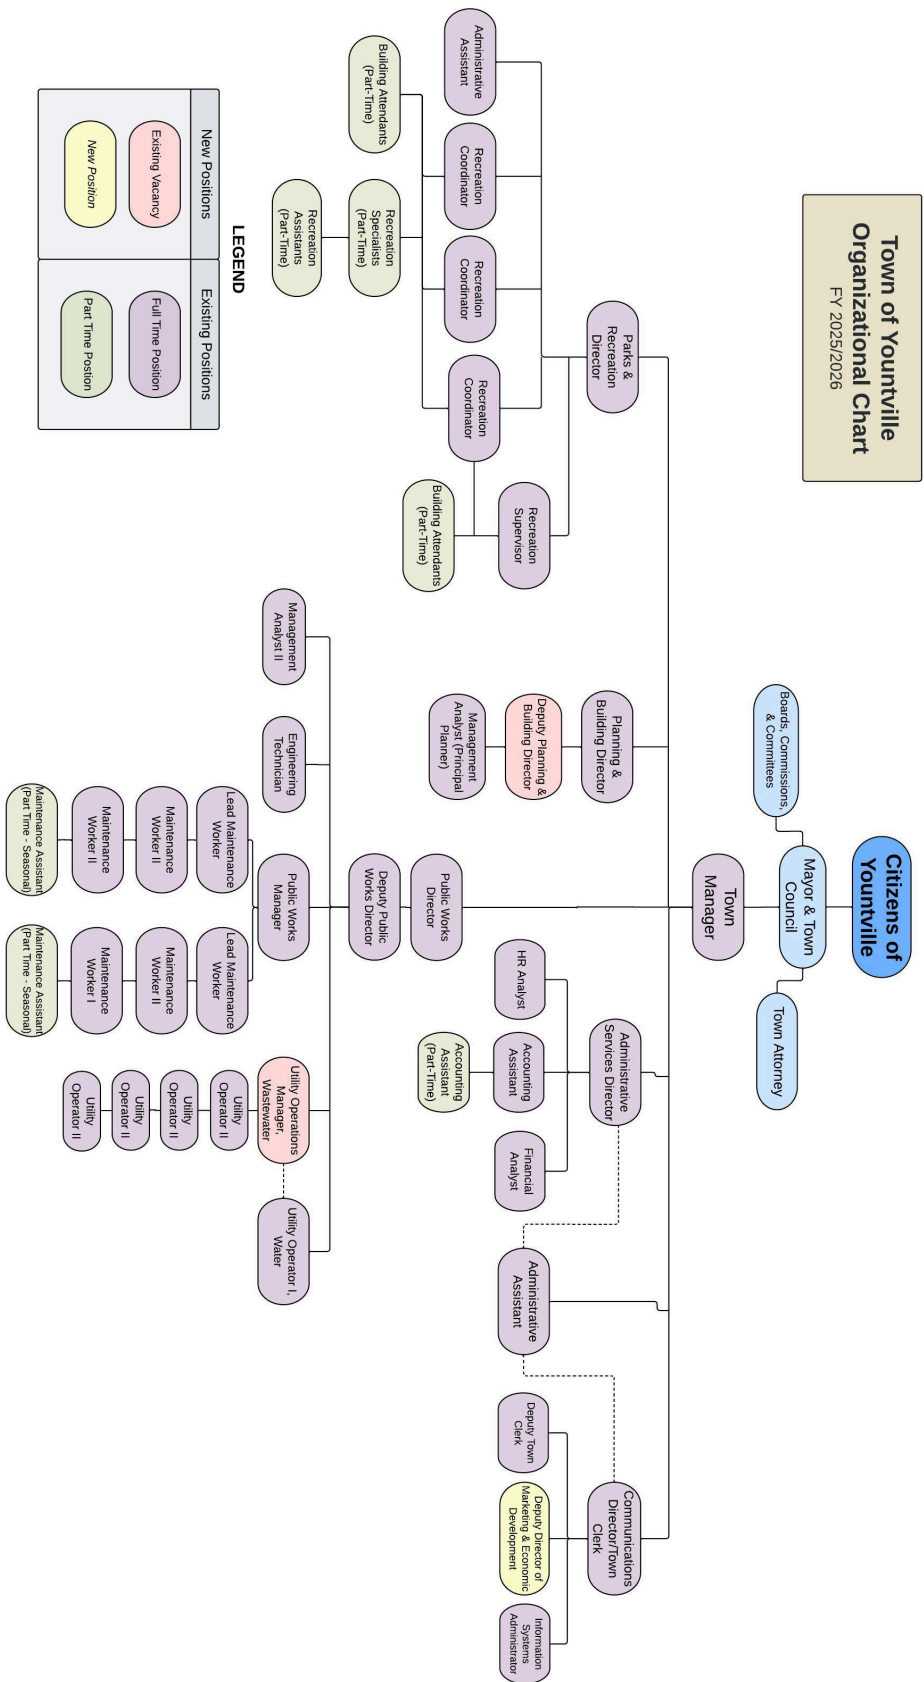 Town of Yountville
Organizational Chart
FY 2025/2026
Citizens of
Yountville
Boards, Commissions,
& Committees
Mayor & Town
Council
Town Attorney
Town
Manager
Parks &
Recreation
Director
Planning &
Building Director
Public Works
Director
Administrative
Services Director
Administrative
Assistant
Communications
Director/Town
Clerk
Administrative
Assistant
Recreation
Coordinator
Recreation
Coordinator
Recreation
Coordinator
Recreation
Supervisor
Building Attendants
(Part-Time)
Building Attendants
(Part-Time)
Recreation
Specialists
(Part-Time)
Recreation
Assistants
(Part-Time)
Deputy Planning &
Building Director
Management
Analyst (Principal
Planner)
HR Analyst
Accounting
Assistant
Financial
Analyst
Accounting
Assistant
(Part-Time)
Deputy Town
Clerk
Deputy Director of
Marketing & Economic
Development
Information
Systems
Administrator
Deputy Public
Works Director
Management
Analyst II
Engineering
Technician
Public Works
Manager
Utility Operations
Manager,
Wastewater
Utility Operator I,
Water
Lead Maintenance
Worker
Lead Maintenance
Worker
Utility
Operator II
Maintenance
Worker II
Maintenance
Worker II
Utility
Operator II
Maintenance
Worker II
Maintenance
Worker I
Utility
Operator II
Maintenance Assistant
(Part Time - Seasonal)
Maintenance Assistant
(Part Time - Seasonal)
Utility
Operator II
LEGEND
New Positions
Existing Positions
Existing Vacancy
Full Time Position
New Position
Part Time Postion